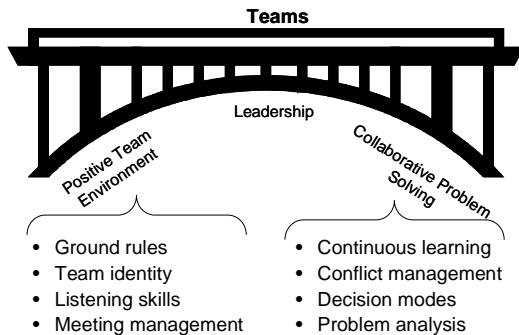 Teams
Leadership
Positive Team
Environment
Collaborative Problem
Solving
• Ground rules
• Team identity
• Listening skills
• Meeting management
• Continuous learning
• Conflict management
• Decision modes
• Problem analysis